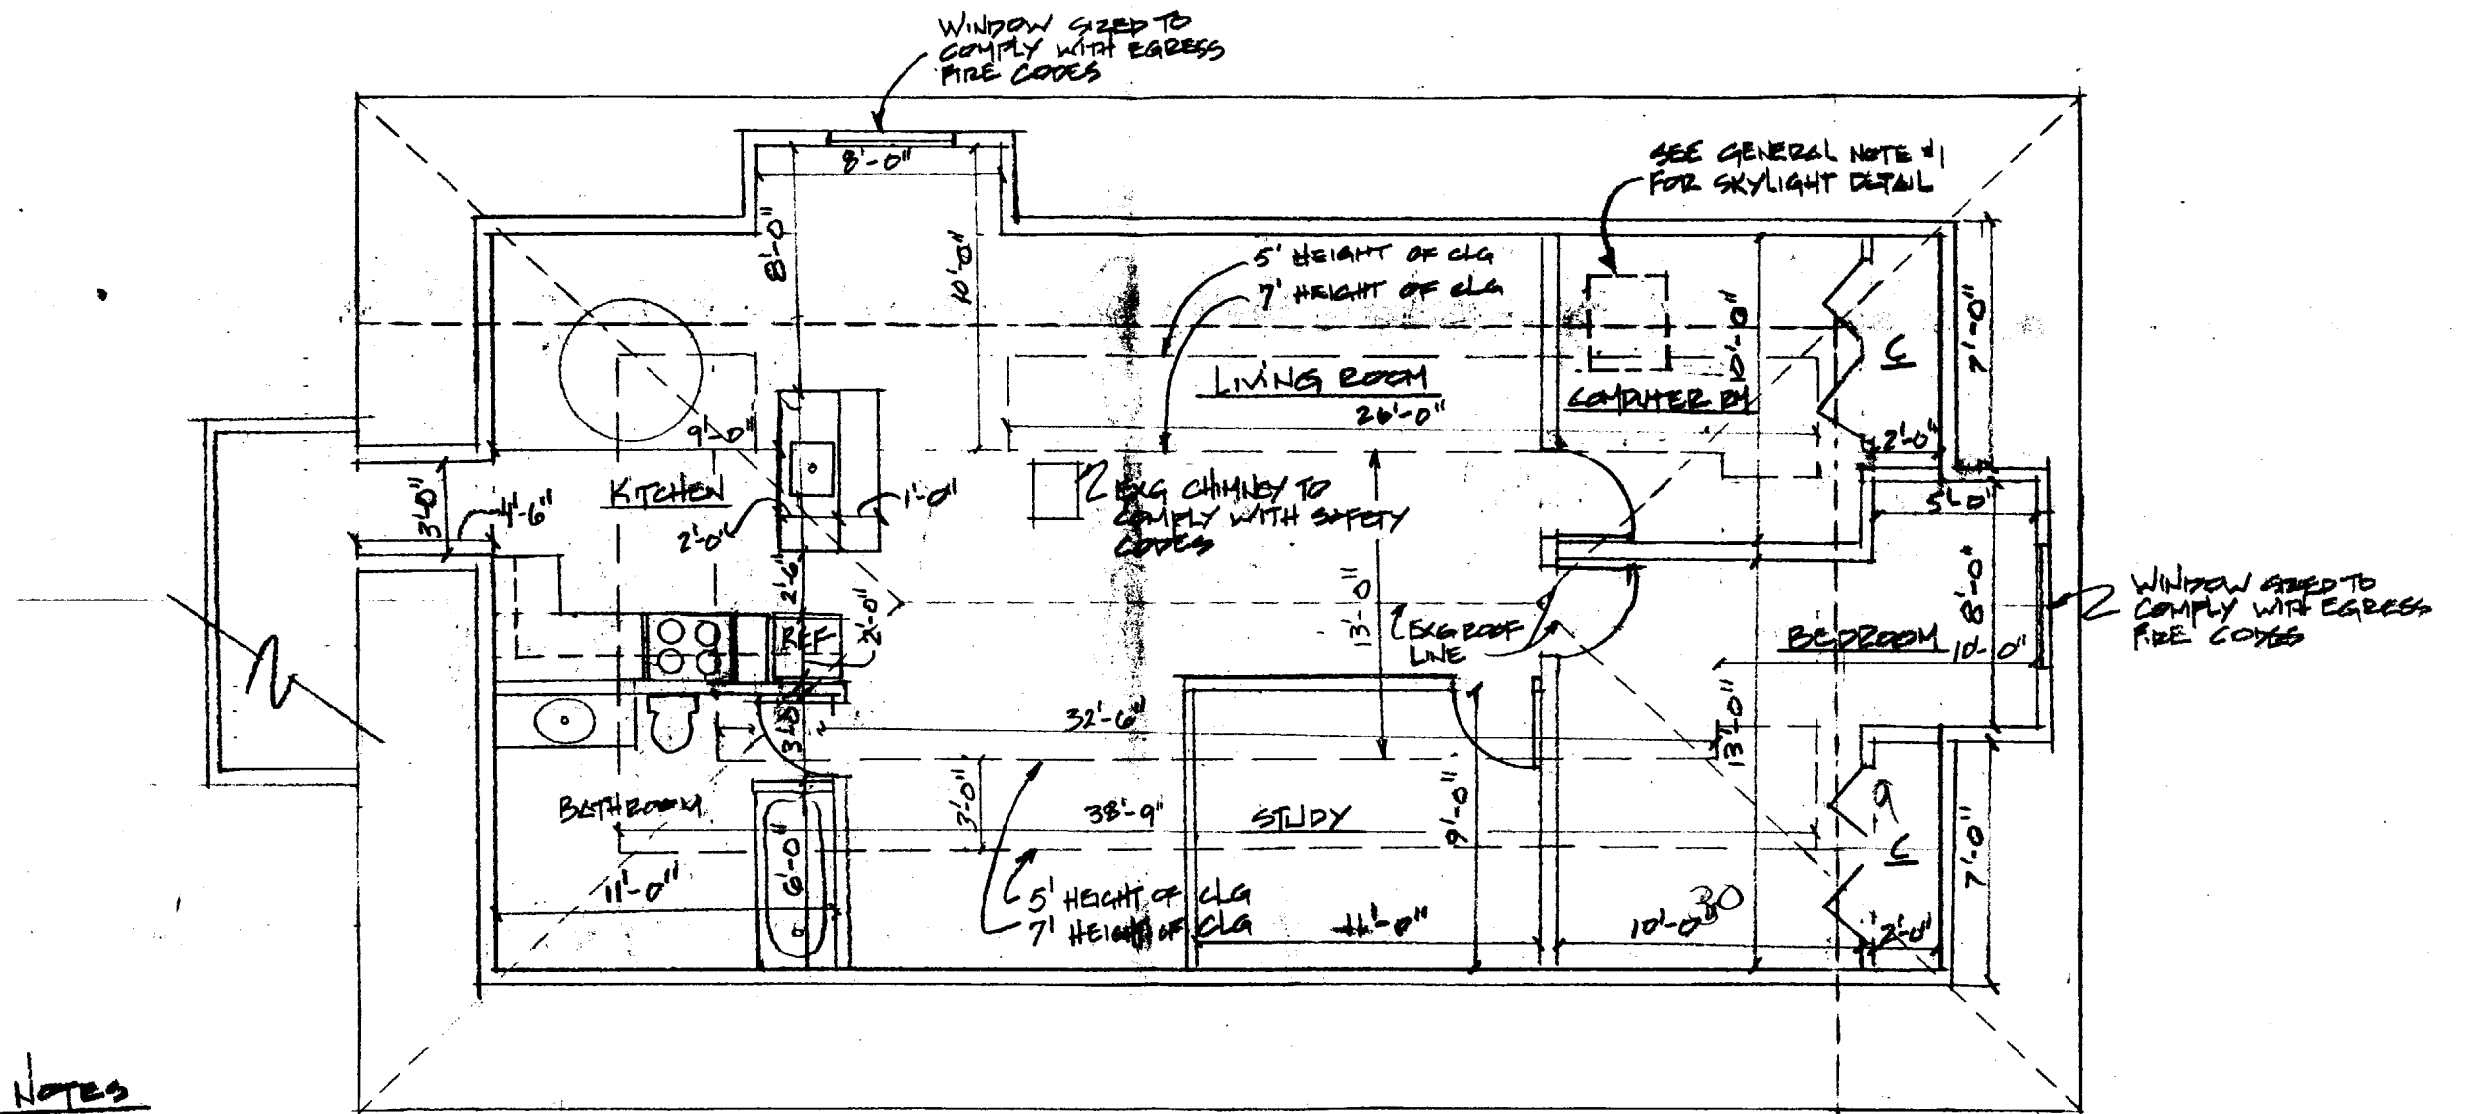 WINDOW SIZED TO
COMPLY WITH EGRESS
FIRE CODES
8'-0"
SEE GENERAL NOTE #1
FOR SKYLIGHT DETAIL
8'-0"
10'-0"
5' HEIGHT OF CLG
7' HEIGHT OF CLG
10'-0"
7'-0"
C
LIVING ROOM
26'-0"
COMPUTER RM
9'-0"
2'-0"
KITCHEN
3'-0"
4'-6"
2'-0"
1'-0"
EXG CHIMNEY TO
COMPLY WITH SAFETY
CODES
5'-0"
2'-6"
2'-0"
REF
13'-0"
EXG ROOF
LINE
8'-0"
BEDROOM
10'-0"
WINDOW SIZED TO
COMPLY WITH EGRESS
FIRE CODES
3'-0"
32'-6"
13'-0"
BATHROOM
3'-0"
38'-9"
STUDY
9'-0"
6'-0"
11'-0"
5' HEIGHT OF CLG
7' HEIGHT OF CLG
11'-0"
10'-0"
30
C
2'-0"
7'-0"
NOTES